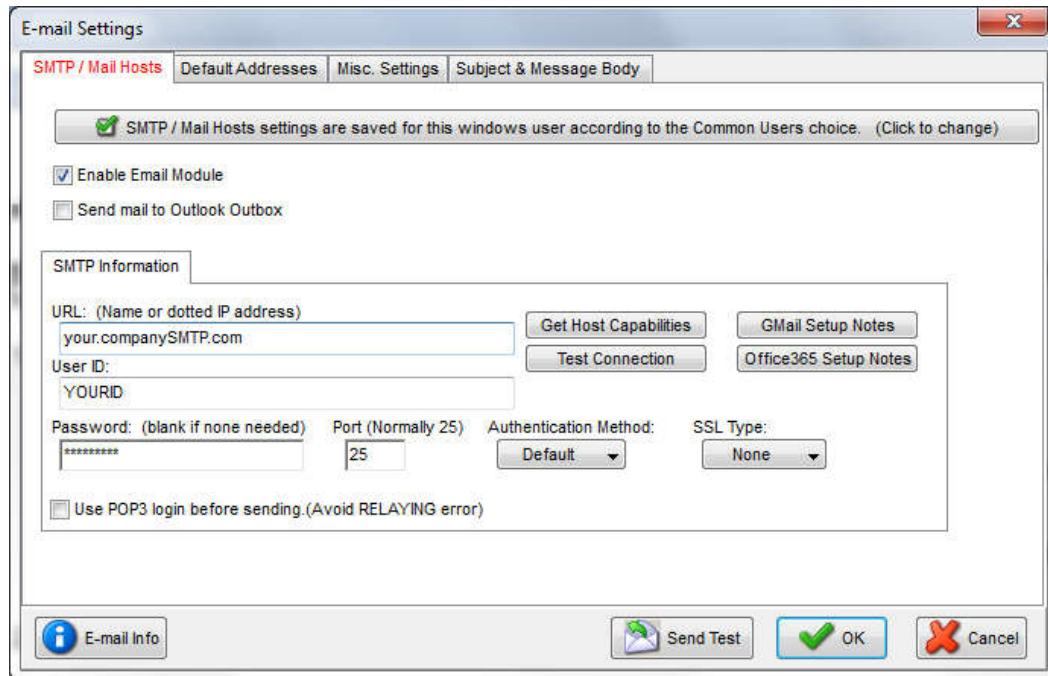 E-mail Settings
SMTP / Mail Hosts Default Addresses Misc. Settings Subject & Message Body
SMTP / Mail Hosts settings are saved for this windows user according to the Common Users choice. (Click to change)
Enable Email Module
Send mail to Outlook Outbox
SMTP Information
URL: (Name or dotted IP address)
your.companySMTP.com
Get Host Capabilities GMail Setup Notes
User ID:
Test Connection Office365 Setup Notes
YOURID
Password: (blank if none needed) Port (Normally 25) Authentication Method: SSL Type:
********* 25 Default None
Use POP3 login before sending.(Avoid RELAYING error)
E-mail Info Send Test OK Cancel